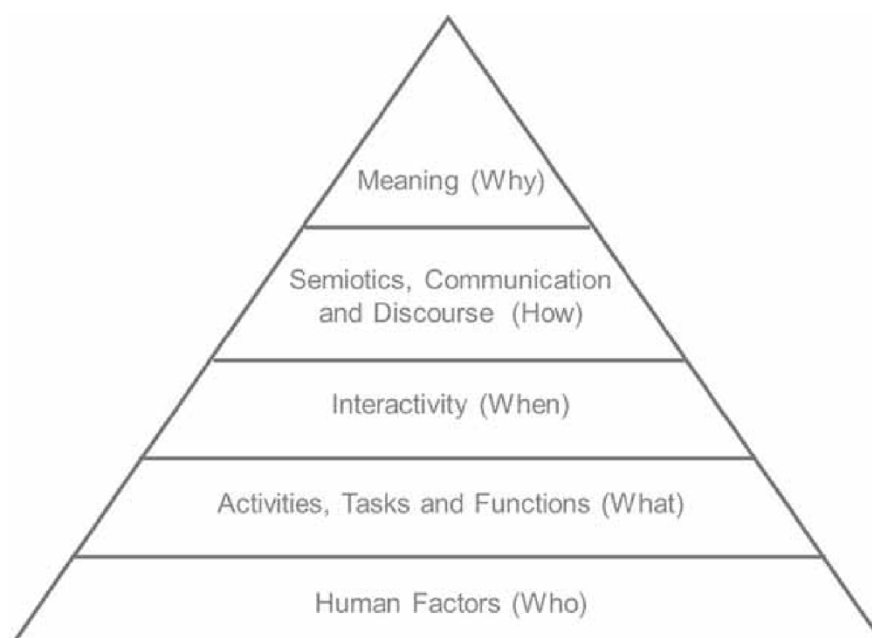 Meaning (Why)
Semiotics, Communication
and Discourse (How)
Interactivity (When)
Activities, Tasks and Functions (What)
Human Factors (Who)